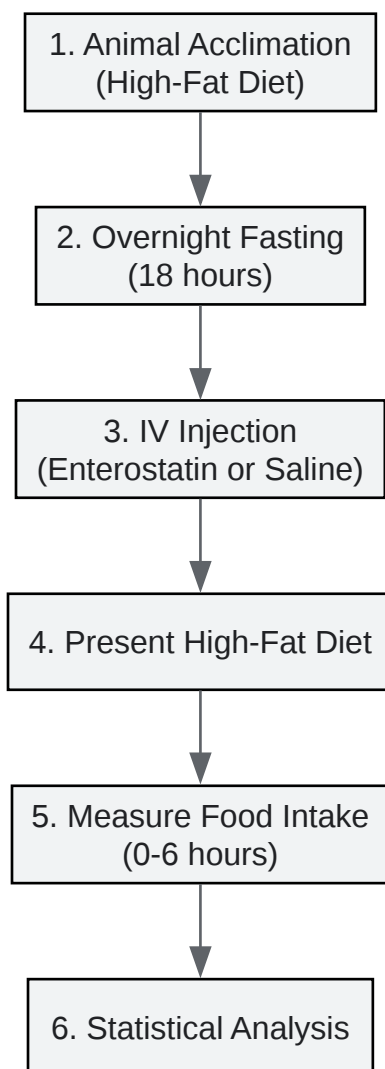 1. Animal Acclimation
(High-Fat Diet)
2. Overnight Fasting
(18 hours)
3. IV Injection
(Enterostatin or Saline)
4. Present High-Fat Diet
5. Measure Food Intake
(0-6 hours)
6. Statistical Analysis